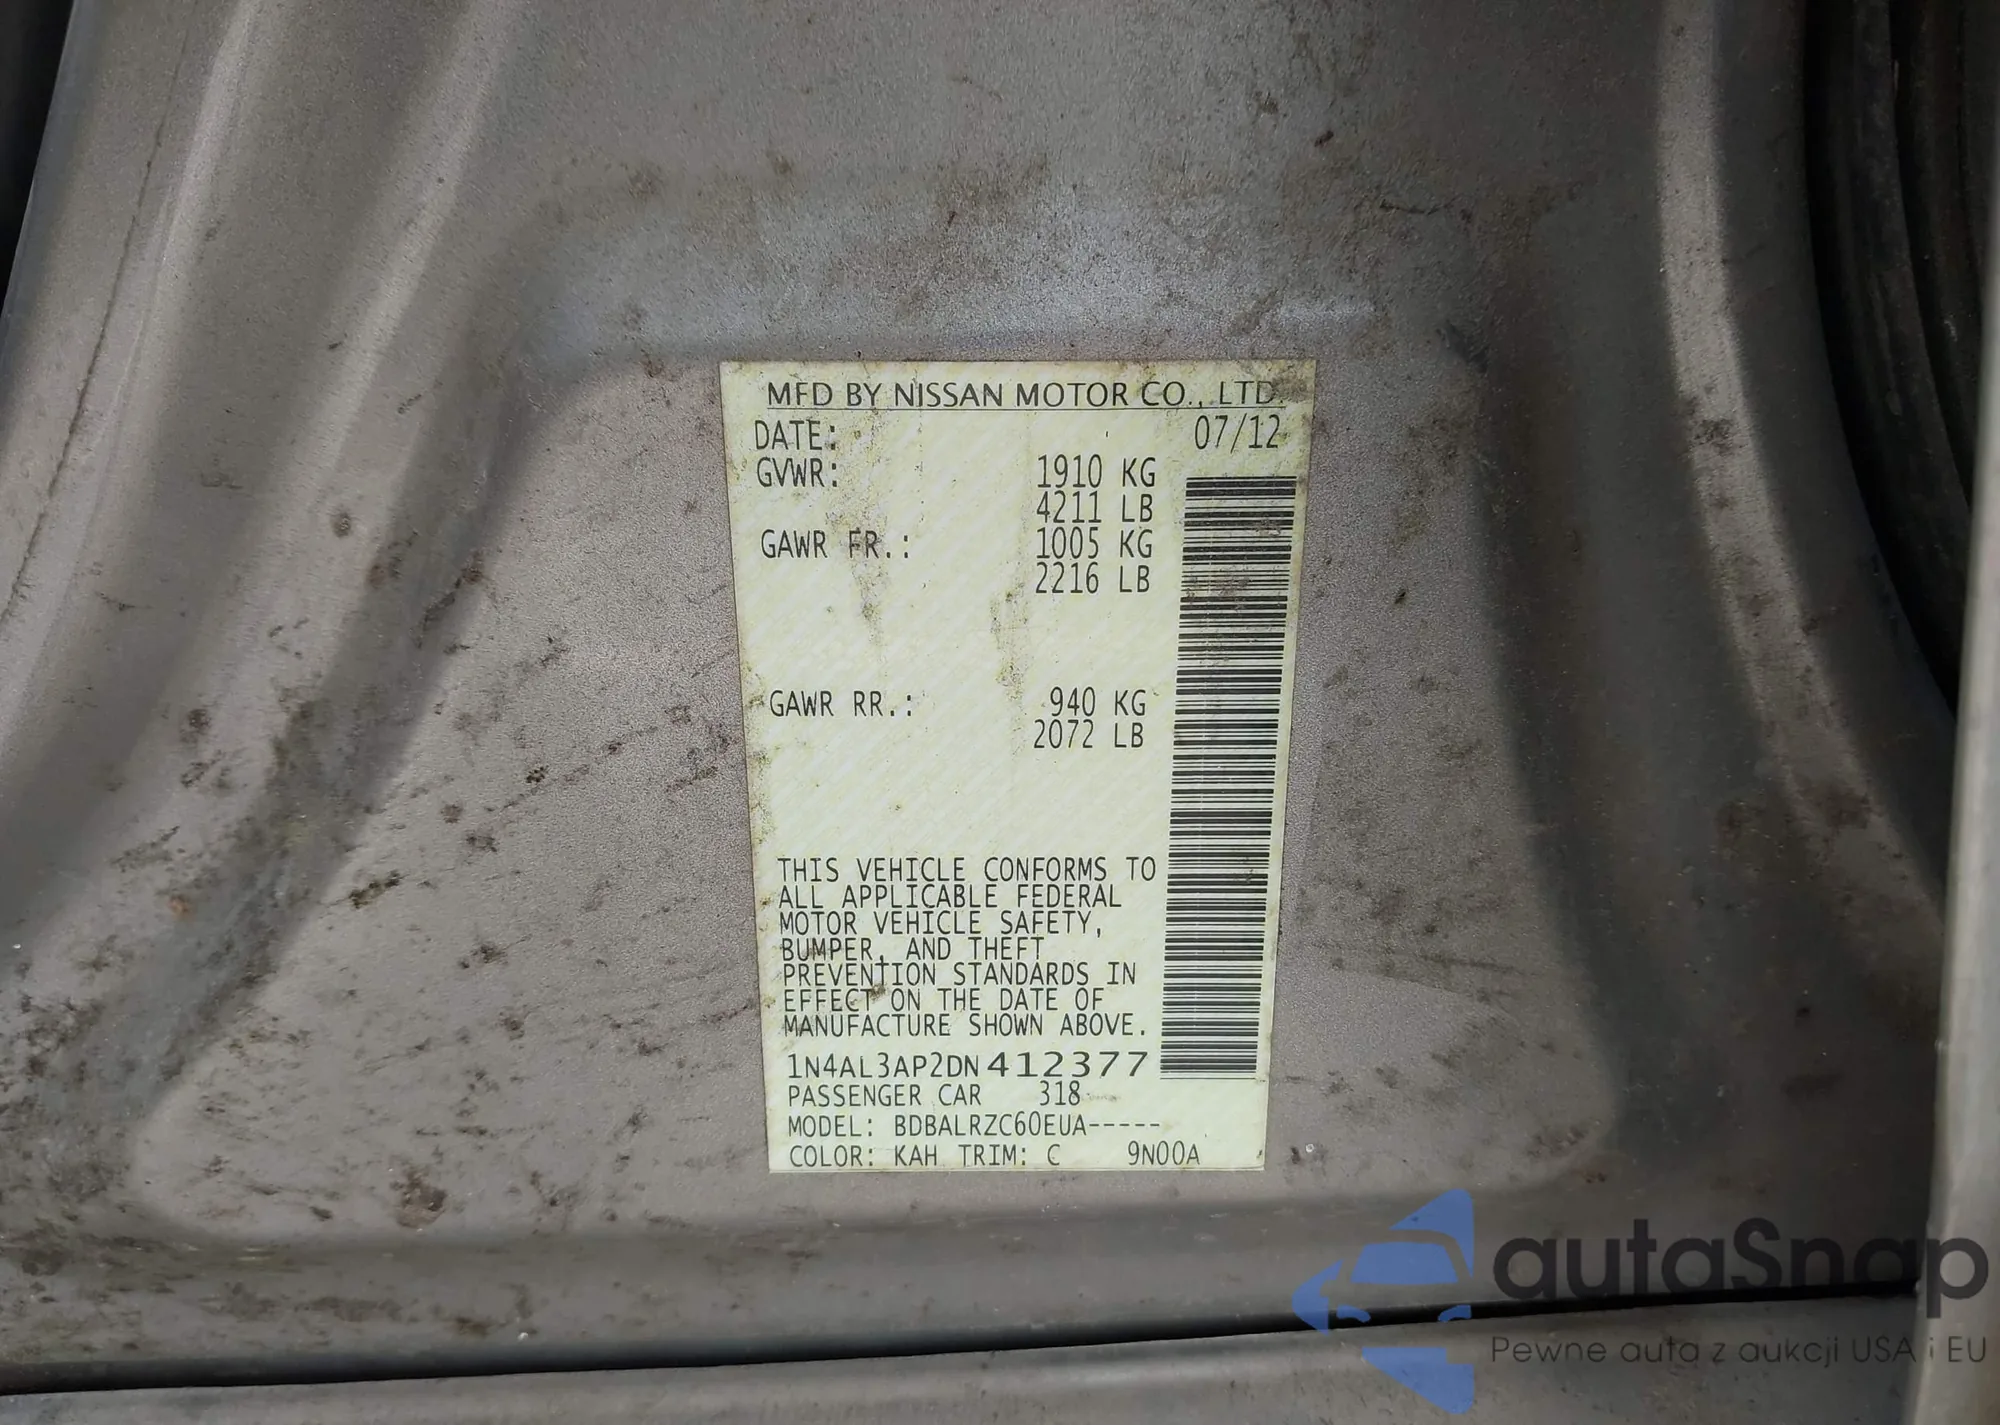 MFD BY NISSAN MOTOR CO., LTD.
DATE: 07/12
GVWR: 1910 KG
4211 LB
GAWR FR.: 1005 KG
2216 LB
GAWR RR.: 940 KG
2072 LB
THIS VEHICLE CONFORMS TO
ALL APPLICABLE FEDERAL
MOTOR VEHICLE SAFETY,
BUMPER, AND THEFT
PREVENTION STANDARDS IN
EFFECT ON THE DATE OF
MANUFACTURE SHOWN ABOVE.
1N4AL3AP2DN412377
PASSENGER CAR 318
MODEL: BDBALRZC60EUA-----
COLOR: KAH TRIM: C 9N00A
autaSnap
Pewne auta z aukcji USA i EU